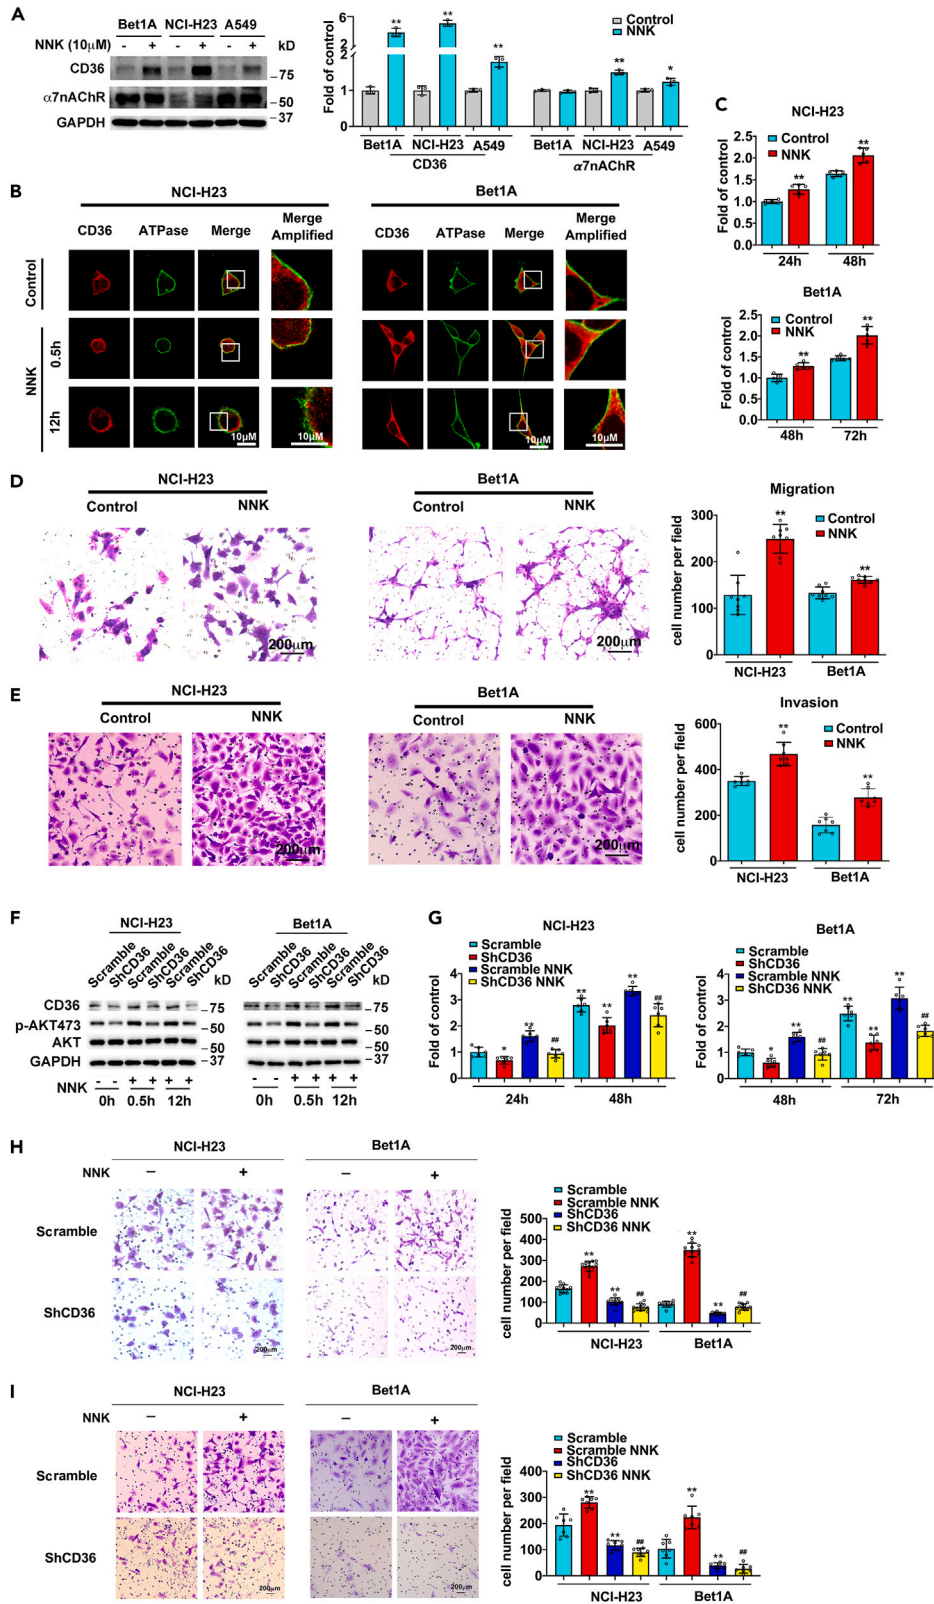 A
Bet1A NCI-H23 A549
NNK (10μM) - + - + - + kD
CD36
75
α7nAChR
50
37
GAPDH
Fold of control
6
2
2
1
0
Control
NNK
** ** ** ** *
Bet1A NCI-H23 A549 Bet1A NCI-H23 A549
CD36 α7nAChR
B
NCI-H23 Bet1A
CD36 ATPase Merge Merge Amplified CD36 ATPase Merge Merge Amplified
Control
NNK
0.5h
12h
10μM 10μM 10μM 10μM
C
NCI-H23
Control
NNK
Fold of control
2.5
2.0
1.5
1.0
0.5
0.0
** **
24h 48h
Bet1A
Control
NNK
Fold of control
2.5
2.0
1.5
1.0
0.5
0.0
** **
48h 72h
D
NCI-H23 Bet1A
Control NNK Control NNK
200μm 200μm
Migration
Control
NNK
cell number per field
300
200
100
0
** **
NCI-H23 Bet1A
E
NCI-H23 Bet1A
Control NNK Control NNK
200μm 200μm
Invasion
Control
NNK
cell number per field
600
400
200
0
** **
NCI-H23 Bet1A
F
NCI-H23 Bet1A
Scramble ShCD36 Scramble ShCD36 Scramble ShCD36 kD Scramble ShCD36 Scramble ShCD36 Scramble ShCD36 kD
CD36 75 75
p-AKT473 50 50
AKT 50 50
GAPDH 37 37
NNK - - + + + + - - + + + +
0h 0.5h 12h 0h 0.5h 12h
G
NCI-H23
Scramble
ShCD36
Scramble NNK
ShCD36 NNK
Fold of control
4
3
2
1
0
* ** ## ** ** ** ##
24h 48h
Bet1A
Scramble
ShCD36
Scramble NNK
ShCD36 NNK
Fold of control
4
3
2
1
0
* ** ## ** ** ** ##
48h 72h
H
NCI-H23 Bet1A
NNK − + − +
Scramble
ShCD36
200μm 200μm
Scramble
Scramble NNK
ShCD36
ShCD36 NNK
cell number per field
500
400
300
200
100
0
** ** ## ** ** ##
NCI-H23 Bet1A
I
NCI-H23 Bet1A
NNK − + − +
Scramble
ShCD36
200μm 200μm
Scramble
Scramble NNK
ShCD36
ShCD36 NNK
cell number per field
400
300
200
100
0
** ** ## ** ** ##
NCI-H23 Bet1A